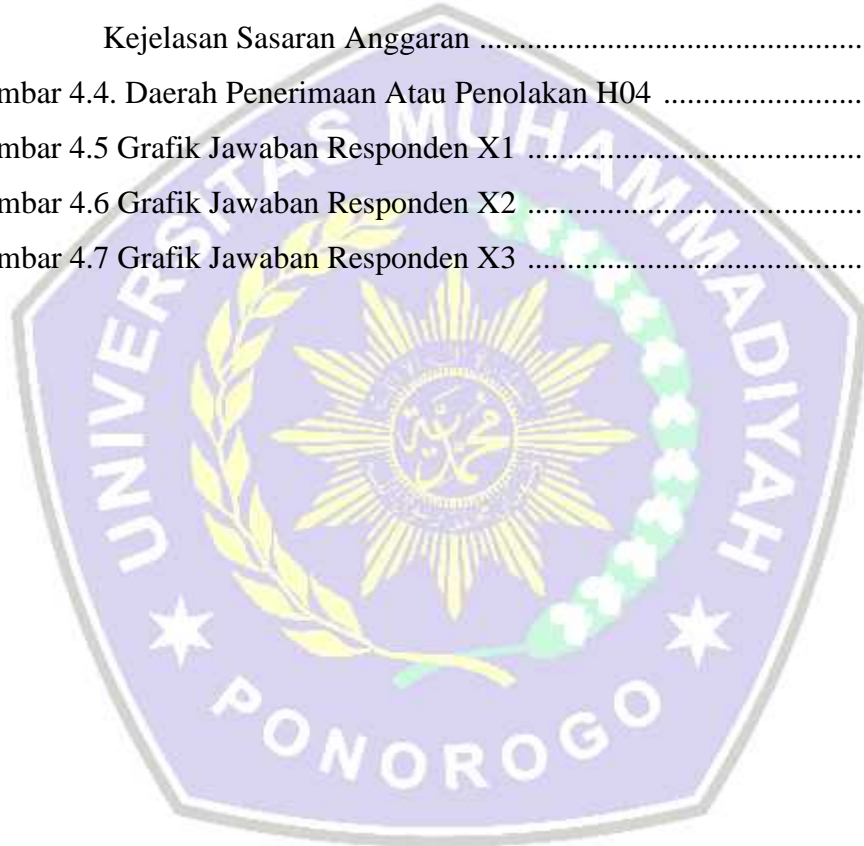 Kejelasan Sasaran Anggaran ................................................
mbar 4.4. Daerah Penerimaan Atau Penolakan H04 .........................
mbar 4.5 Grafik Jawaban Responden X1 ..........................................
mbar 4.6 Grafik Jawaban Responden X2 ..........................................
mbar 4.7 Grafik Jawaban Responden X3 ..........................................
UNIVERSITAS MUHAMMADIYAH
PONOROGO